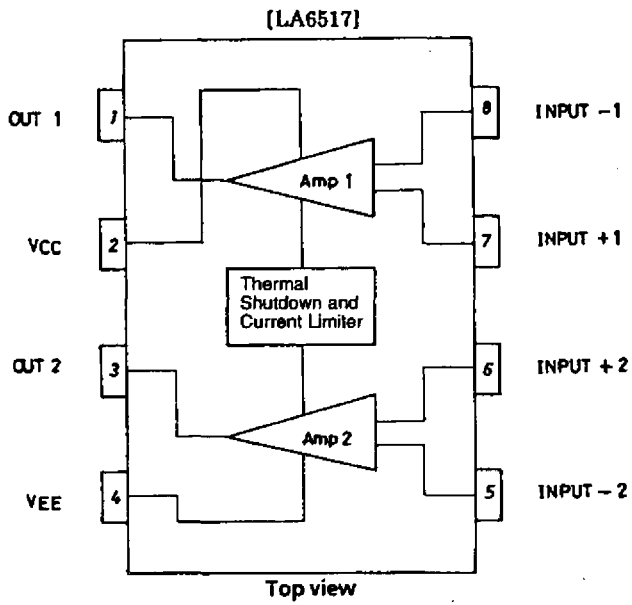 [LA6517]
OUT 1
1
8
INPUT -1
Amp 1
VCC
2
7
INPUT +1
Thermal
Shutdown and
Current Limiter
OUT 2
3
6
INPUT +2
Amp 2
VEE
4
5
INPUT -2
Top view